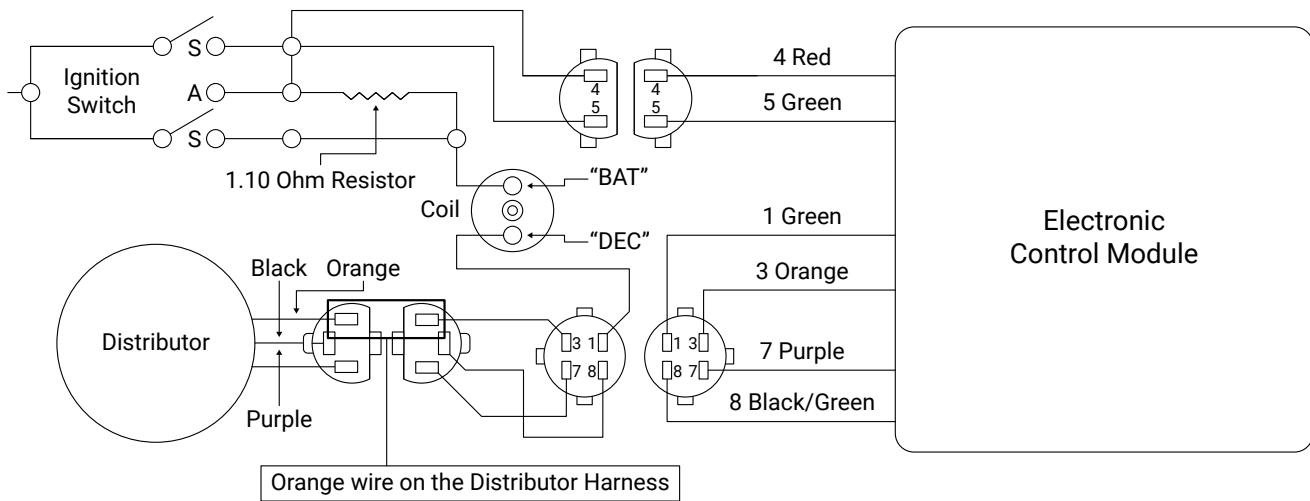 S
Ignition
Switch
A
S
1.10 Ohm Resistor
4
5
4
5
4 Red
5 Green
"BAT"
Coil
"DEC"
1 Green
3 Orange
7 Purple
8 Black/Green
Electronic
Control Module
Black Orange
Distributor
Purple
3 1
7 8
1 3
8 7
Orange wire on the Distributor Harness